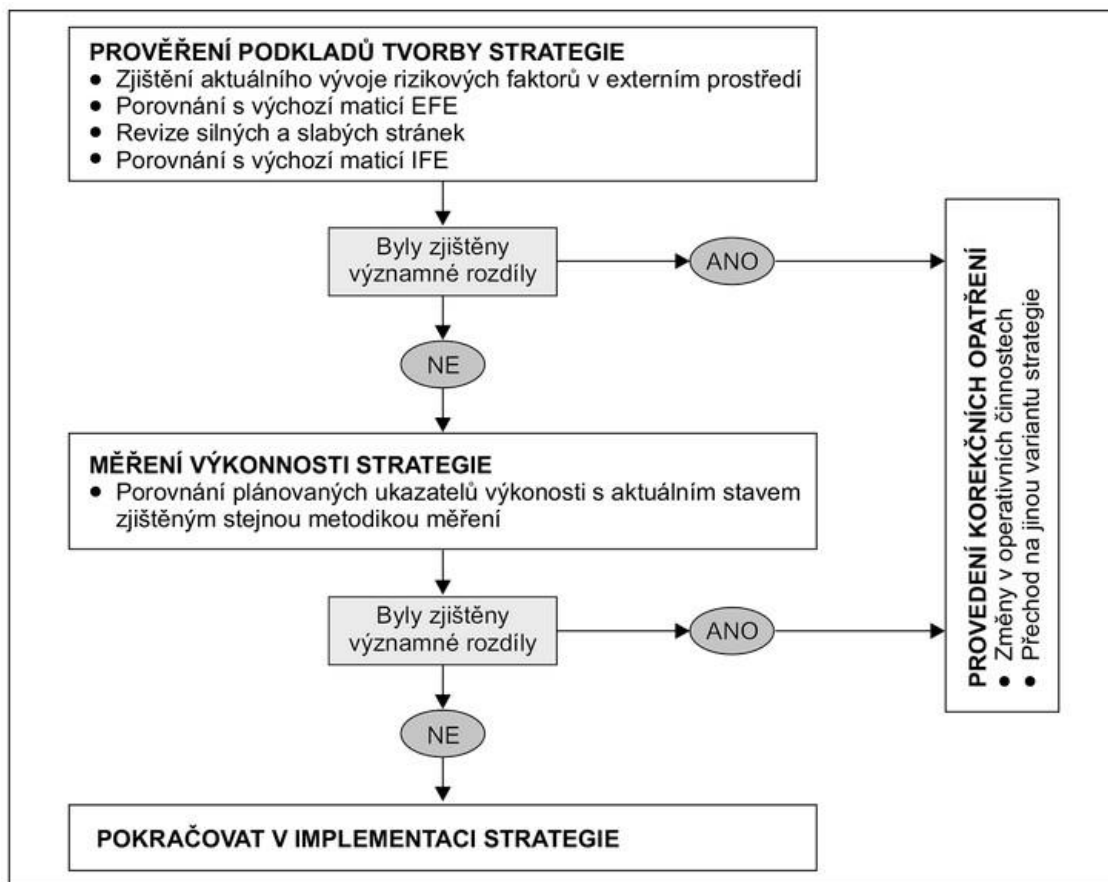 PROVĚŘENÍ PODKLADŮ TVORBY STRATEGIE
● Zjištění aktuálního vývoje rizikových faktorů v externím prostředí
● Porovnání s výchozí maticí EFE
● Revize silných a slabých stránek
● Porovnání s výchozí maticí IFE
Byly zjištěny
významné rozdíly
ANO
NE
MĚŘENÍ VÝKONNOSTI STRATEGIE
● Porovnání plánovaných ukazatelů výkonosti s aktuálním stavem
zjištěným stejnou metodikou měření
Byly zjištěny
významné rozdíly
ANO
NE
POKRAČOVAT V IMPLEMENTACI STRATEGIE
PROVEDENÍ KOREKČNÍCH OPATŘENÍ
● Změny v operativních činnostech
● Přechod na jinou variantu strategie